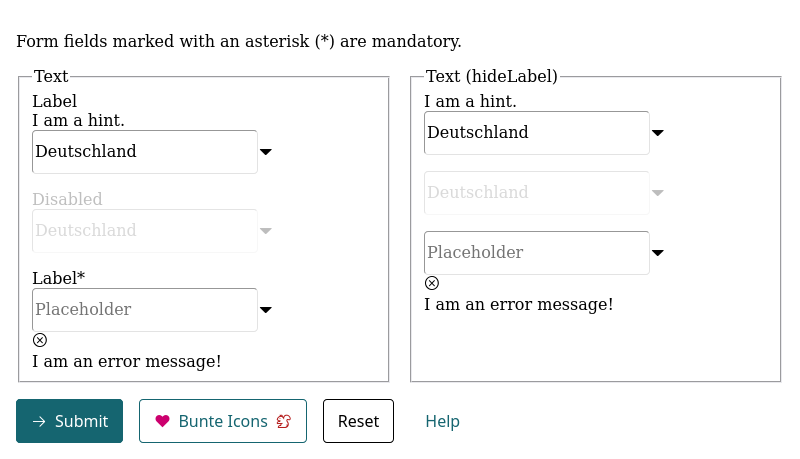 Form fields marked with an asterisk (*) are mandatory.
Text
Label
I am a hint.
Deutschland
Disabled
Deutschland
Label*
Placeholder
I am an error message!
Text (hideLabel)
I am a hint.
Deutschland
Deutschland
Placeholder
I am an error message!
Submit
Bunte Icons
Reset
Help